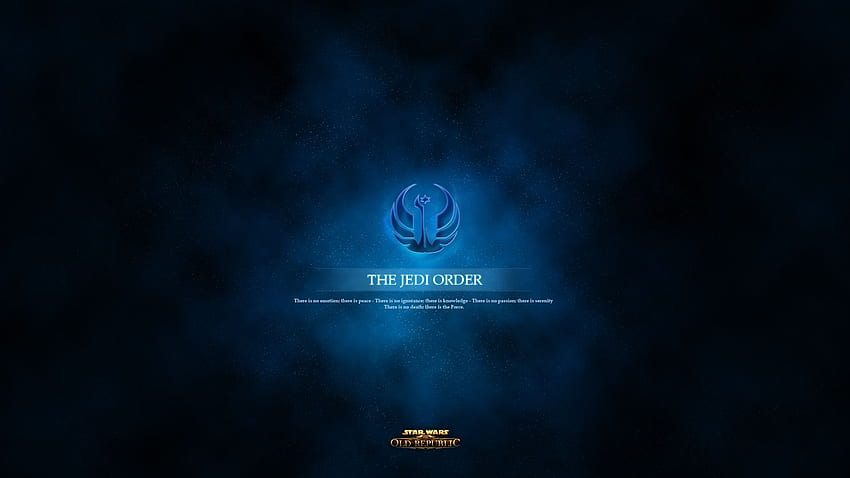 THE JEDI ORDER
There is no emotion; there is peace - There is no ignorance; there is knowledge - There is no passion; there is serenity
There is no death; there is the Force.
STAR WARS
THE
OLD REPUBLIC